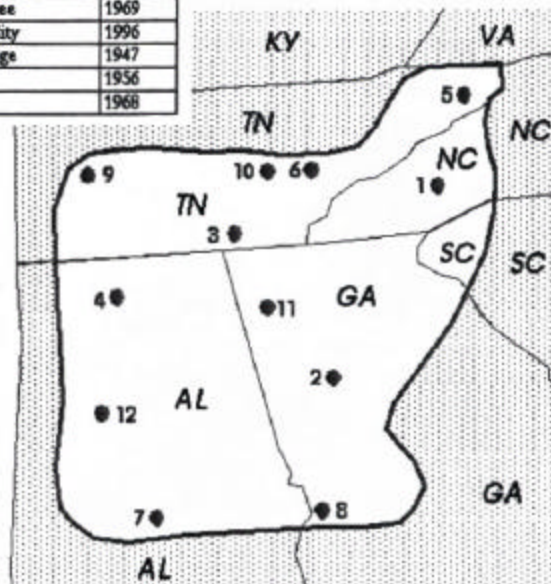 ee 1969
ity 1996
ge 1947
1956
1968
KY
VA
TN
5
NC
NC
9
10
6
1
TN
3
SC
SC
4
11
GA
2
AL
12
GA
7
8
AL